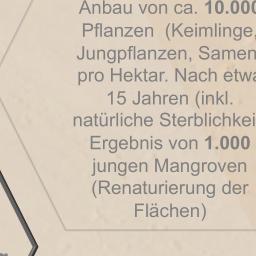 Anbau von ca. 10.000
Pflanzen (Keimlinge,
Jungpflanzen, Samen
pro Hektar. Nach etwa
15 Jahren (inkl.
natürliche Sterblichkei
Ergebnis von 1.000
jungen Mangroven
(Renaturierung der
Flächen)